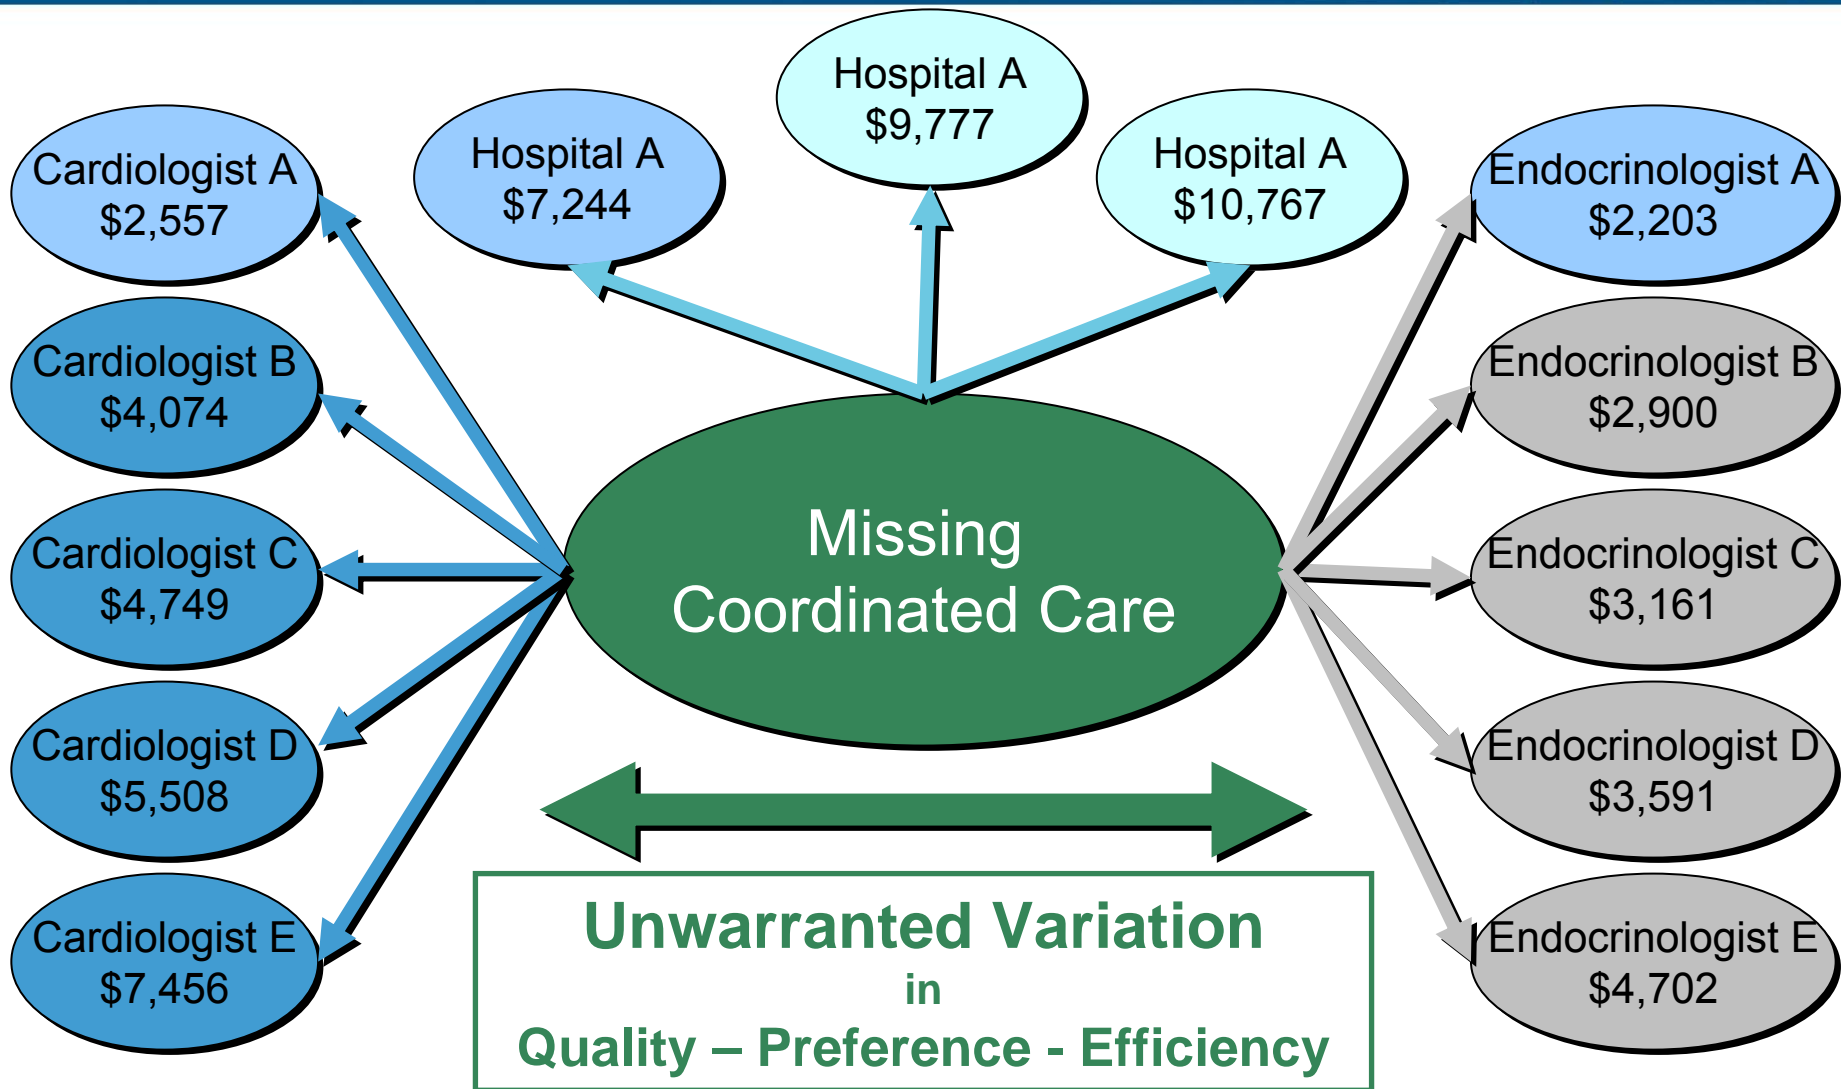 Hospital A
$9,777
Hospital A
$7,244
Hospital A
$10,767
Cardiologist A
$2,557
Cardiologist B
$4,074
Cardiologist C
$4,749
Cardiologist D
$5,508
Cardiologist E
$7,456
Missing
Coordinated Care
Endocrinologist A
$2,203
Endocrinologist B
$2,900
Endocrinologist C
$3,161
Endocrinologist D
$3,591
Endocrinologist E
$4,702
Unwarranted Variation
in
Quality – Preference - Efficiency